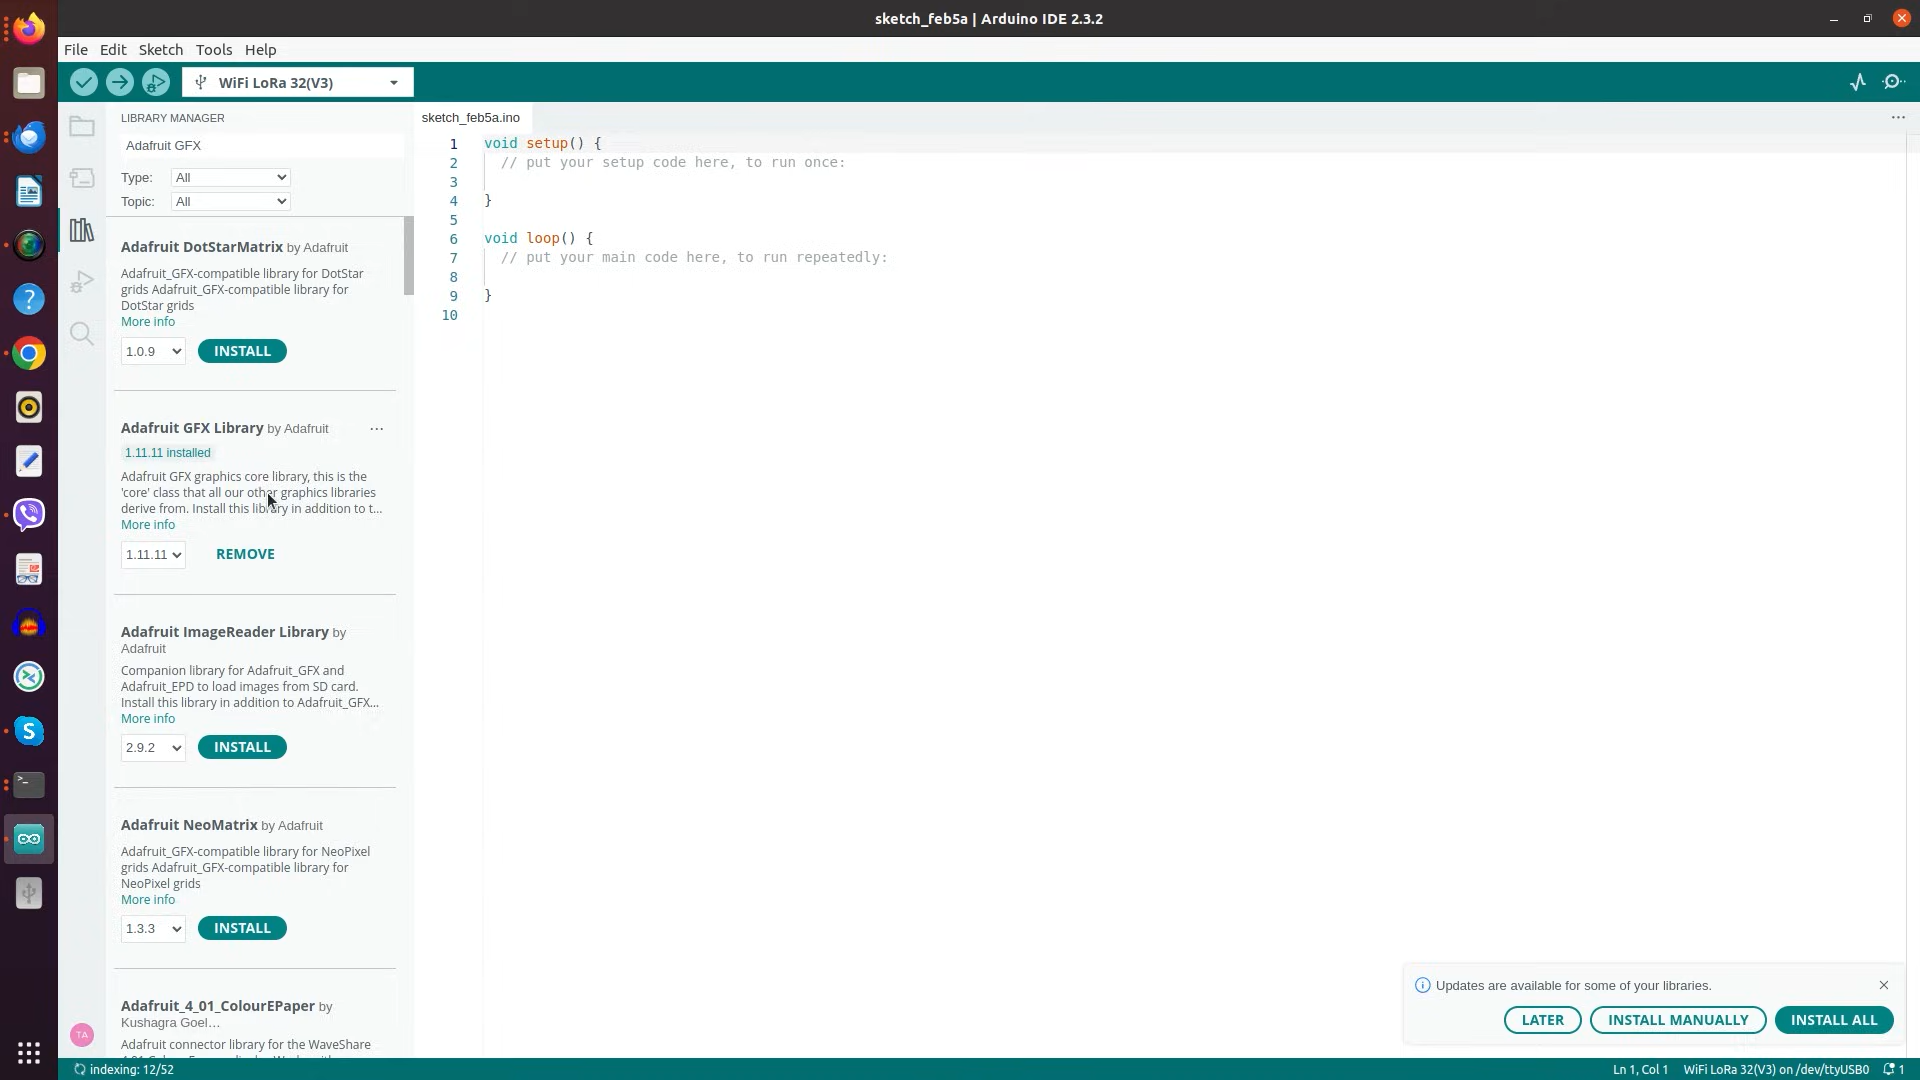 sketch_feb5a | Arduino IDE 2.3.2
File Edit Sketch Tools Help
WiFi LoRa 32(V3)
LIBRARY MANAGER
Adafruit GFX
Type: All
Topic: All
Adafruit DotStarMatrix by Adafruit
Adafruit_GFX-compatible library for DotStar
grids Adafruit_GFX-compatible library for
DotStar grids
More info
1.0.9 INSTALL
Adafruit GFX Library by Adafruit ...
1.11.11 installed
Adafruit GFX graphics core library, this is the
'core' class that all our other graphics libraries
derive from. Install this library in addition to t...
More info
1.11.11 REMOVE
Adafruit ImageReader Library by
Adafruit
Companion library for Adafruit_GFX and
Adafruit_EPD to load images from SD card.
Install this library in addition to Adafruit_GFX...
More info
2.9.2 INSTALL
Adafruit NeoMatrix by Adafruit
Adafruit_GFX-compatible library for NeoPixel
grids Adafruit_GFX-compatible library for
NeoPixel grids
More info
1.3.3 INSTALL
Adafruit_4_01_ColourEPaper by
Kushagra Goel...
Adafruit connector library for the WaveShare
TA
sketch_feb5a.ino
1 void setup() {
2 // put your setup code here, to run once:
3
4 }
5
6 void loop() {
7 // put your main code here, to run repeatedly:
8
9 }
10
Updates are available for some of your libraries.
LATER INSTALL MANUALLY INSTALL ALL
indexing: 12/52
Ln 1, Col 1 WiFi LoRa 32(V3) on /dev/ttyUSB0 1